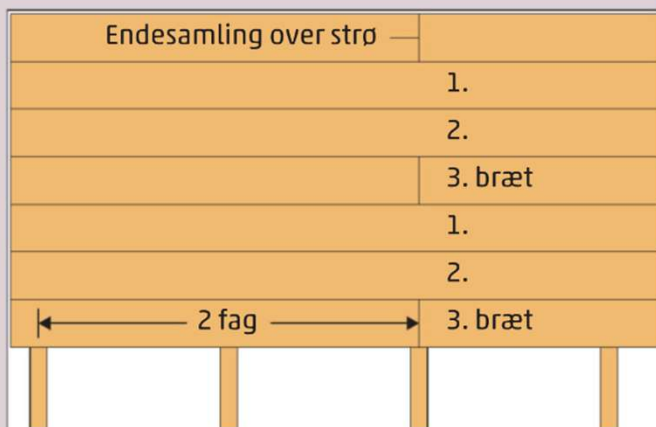 Endesamling over strø
1.
2.
3. bræt
1.
2.
2 fag 3. bræt